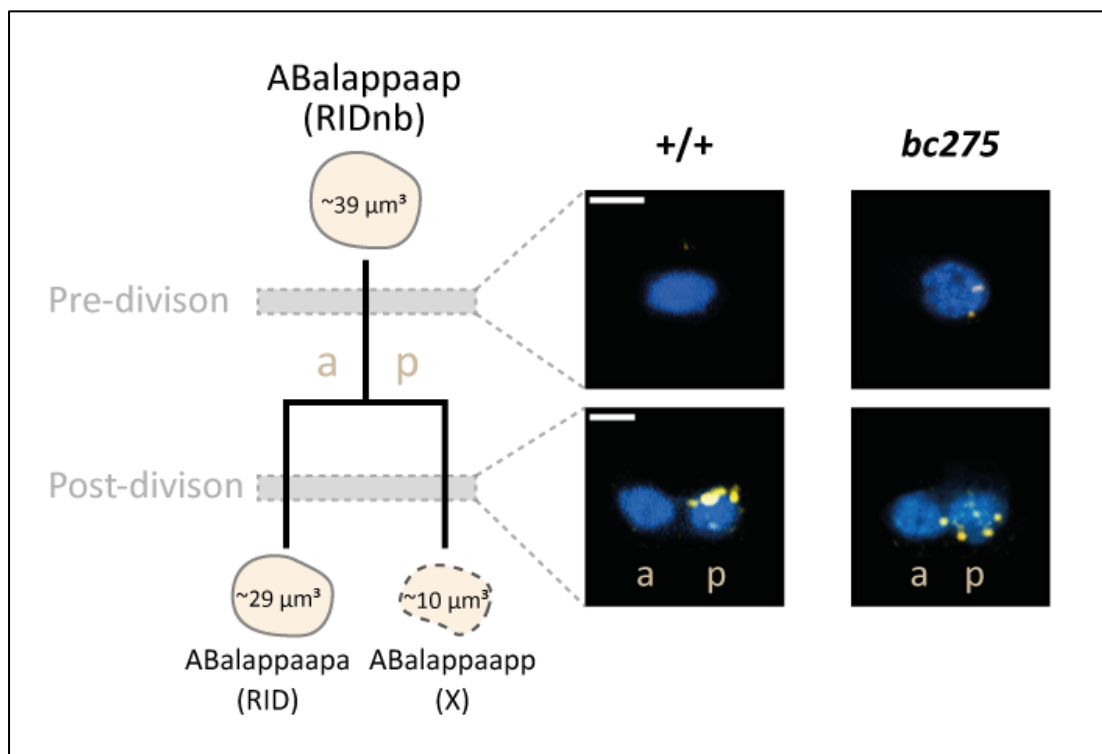 ABalappaap
(RIDnb)
+/+
bc275
~39 μm³
Pre-divison
a
p
Post-divison
a
p
a
p
~29 μm³
~10 μm³
ABalappaapa
ABalappaapp
(RID)
(X)